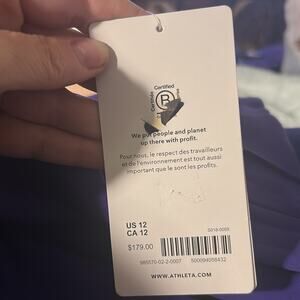 Certified
B
We put people and planet
up there with profit.
Pour nous, le respect des travailleurs
et de l'environnement est tout aussi
important que le sont les profits.
US 12
CA 12
$179.00
WWW.ATHLETA.COM